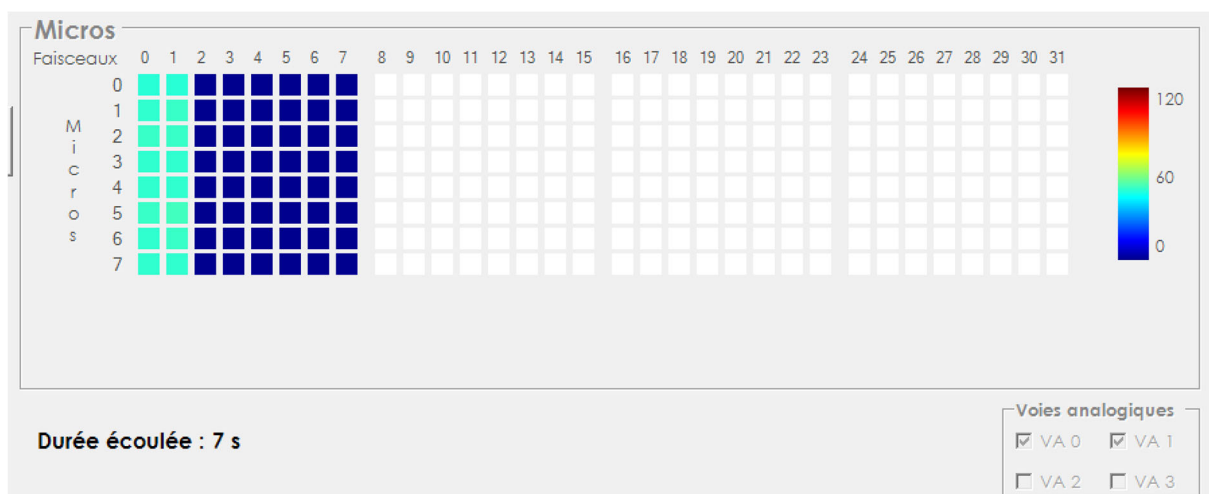 Micros
Faisceaux 0 1 2 3 4 5 6 7 8 9 10 11 12 13 14 15 16 17 18 19 20 21 22 23 24 25 26 27 28 29 30 31
Micros
0
1
2
3
4
5
6
7
120
60
0
Durée écoulée : 7 s
Voies analogiques
VA 0 VA 1
VA 2 VA 3